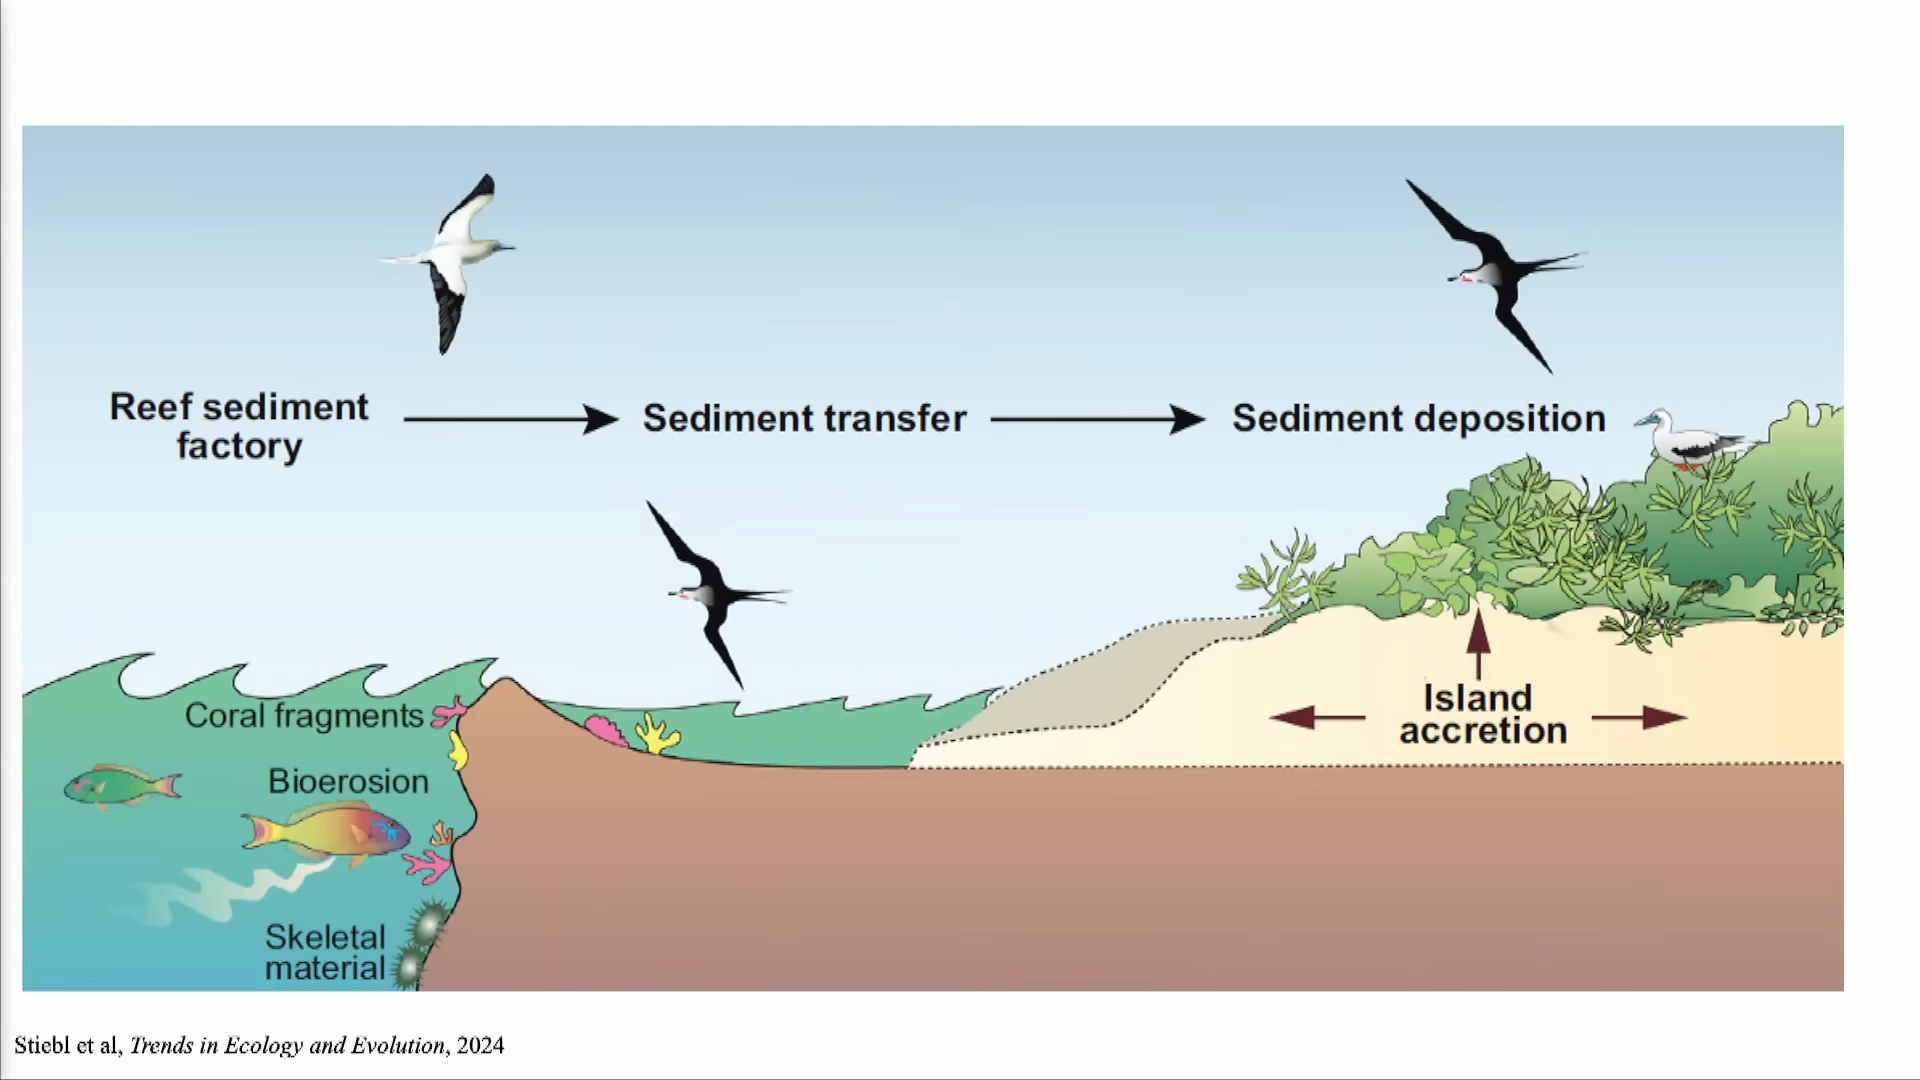 Reef sediment
factory
Sediment transfer
Sediment deposition
Coral fragments
Bioerosion
Skeletal
material
Island
accretion
Stiebl et al, Trends in Ecology and Evolution, 2024